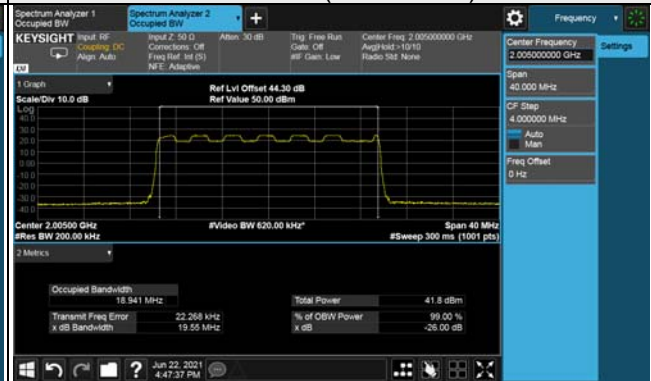 Spectrum Analyzer 1
Occupied BW
Spectrum Analyzer 2
Occupied BW
Frequency
KEYSIGHT
Input: RF
Coupling: DC
Align: Auto
Input Z: 50 Ω
Corrections: Off
Freq Ref: Int (S)
NFE: Adaptive
Atten: 30 dB
Trig: Free Run
Gate: Off
#IF Gain: Low
Center Freq: 2.005000000 GHz
Avg|Hold:>10/10
Radio Std: None
LXI
1 Graph
Scale/Div 10.0 dB
Ref Lvl Offset 44.30 dB
Ref Value 50.00 dBm
Log
40.0
30.0
20.0
10.0
0.00
-10.0
-20.0
-30.0
-40.0
Center 2.00500 GHz
#Res BW 200.00 kHz
#Video BW 620.00 kHz*
Span 40 MHz
#Sweep 300 ms (1001 pts)
2 Metrics
Occupied Bandwidth
18.941 MHz
Transmit Freq Error 22.268 kHz
x dB Bandwidth 19.55 MHz
Total Power 41.8 dBm
% of OBW Power 99.00 %
x dB -26.00 dB
Center Frequency
2.005000000 GHz
Span
40.000 MHz
CF Step
4.000000 MHz
Auto
Man
Freq Offset
0 Hz
Settings
Jun 22, 2021
4:47:37 PM